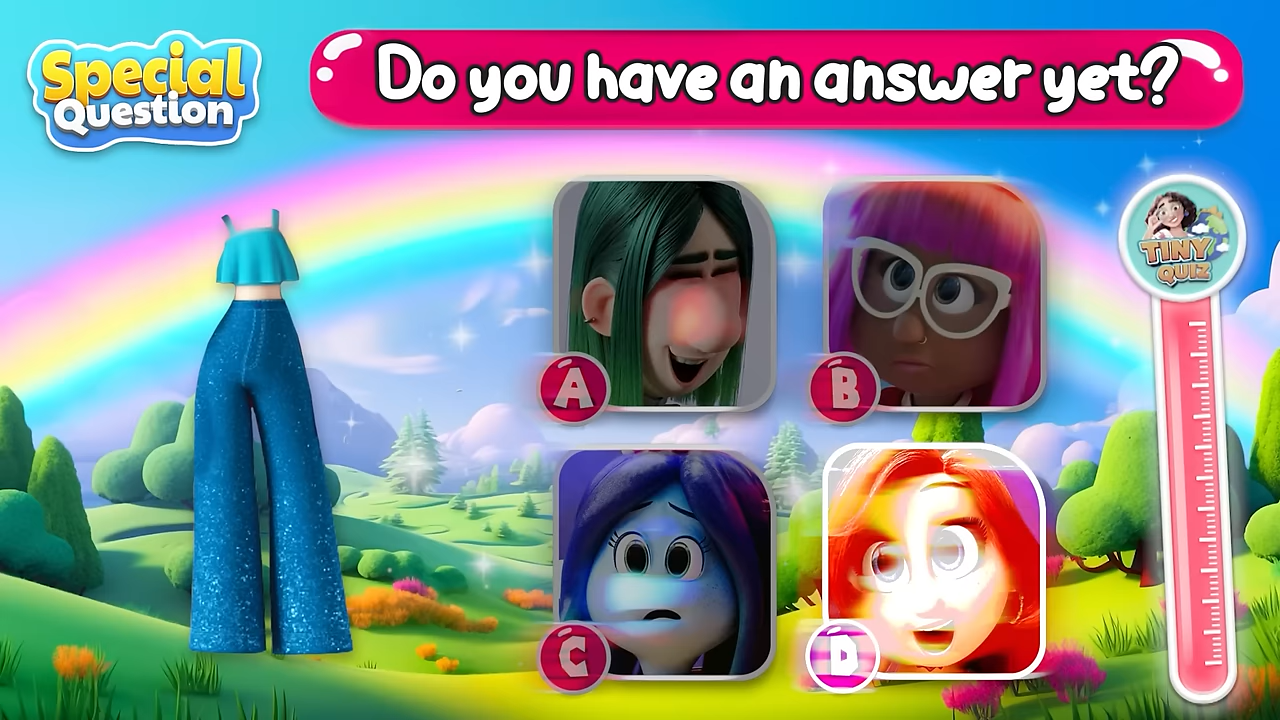 Special
Question
Do you have an answer yet?
TINY
QUIZ
A
B
C
D